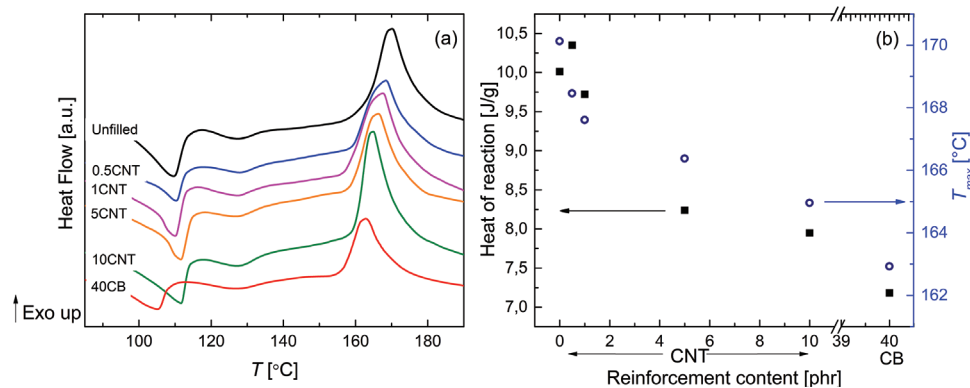 (a)
Heat Flow [a.u.]
Unfilled
0.5CNT
1CNT
5CNT
10CNT
40CB
Exo up
100 120 140 160 180
T [°C]
(b)
Heat of reaction [J/g]
10,5
10,0
9,5
9,0
8,5
8,0
7,5
7,0
170
168
166
164
162
Tmax [°C]
0 2 4 6 8 10 39 40
CNT CB
Reinforcement content [phr]